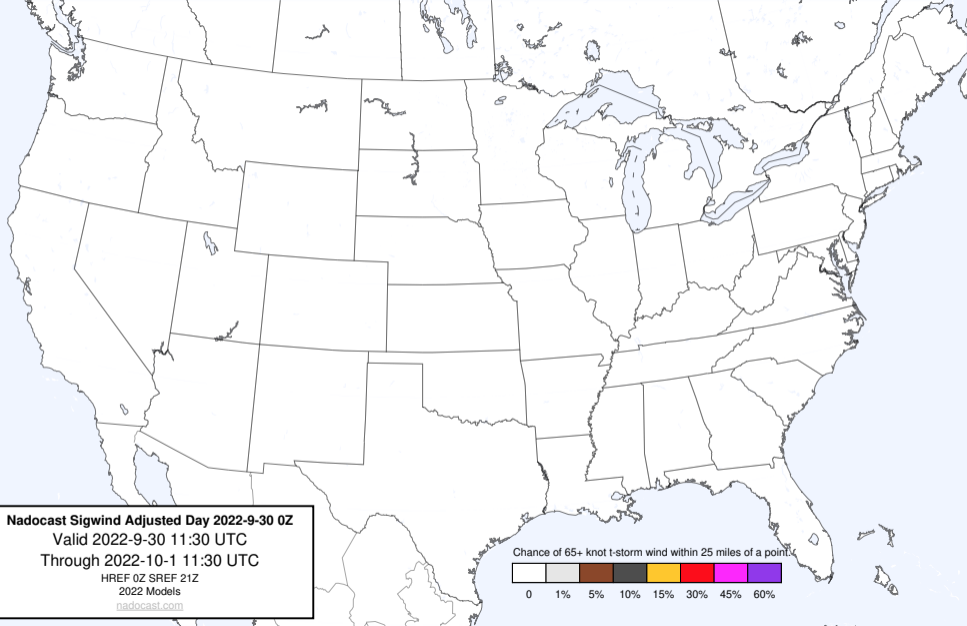 Nadocast Sigwind Adjusted Day 2022-9-30 0Z
Valid 2022-9-30 11:30 UTC
Through 2022-10-1 11:30 UTC
HREF 0Z SREF 21Z
2022 Models
nadocast.com
Chance of 65+ knot t-storm wind within 25 miles of a point.
0 1% 5% 10% 15% 30% 45% 60%